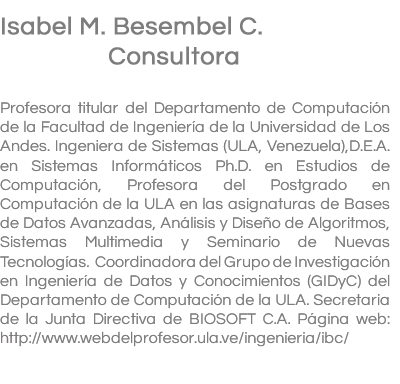 Isabel M. Besembel C.
Consultora
Profesora titular del Departamento de Computación
de la Facultad de Ingeniería de la Universidad de Los
Andes. Ingeniera de Sistemas (ULA, Venezuela),D.E.A.
en Sistemas Informáticos Ph.D. en Estudios de
Computación, Profesora del Postgrado en
Computación de la ULA en las asignaturas de Bases
de Datos Avanzadas, Análisis y Diseño de Algoritmos,
Sistemas Multimedia y Seminario de Nuevas
Tecnologías. Coordinadora del Grupo de Investigación
en Ingeniería de Datos y Conocimientos (GIDyC) del
Departamento de Computación de la ULA. Secretaria
de la Junta Directiva de BIOSOFT C.A. Página web:
http://www.webdelprofesor.ula.ve/ingenieria/ibc/